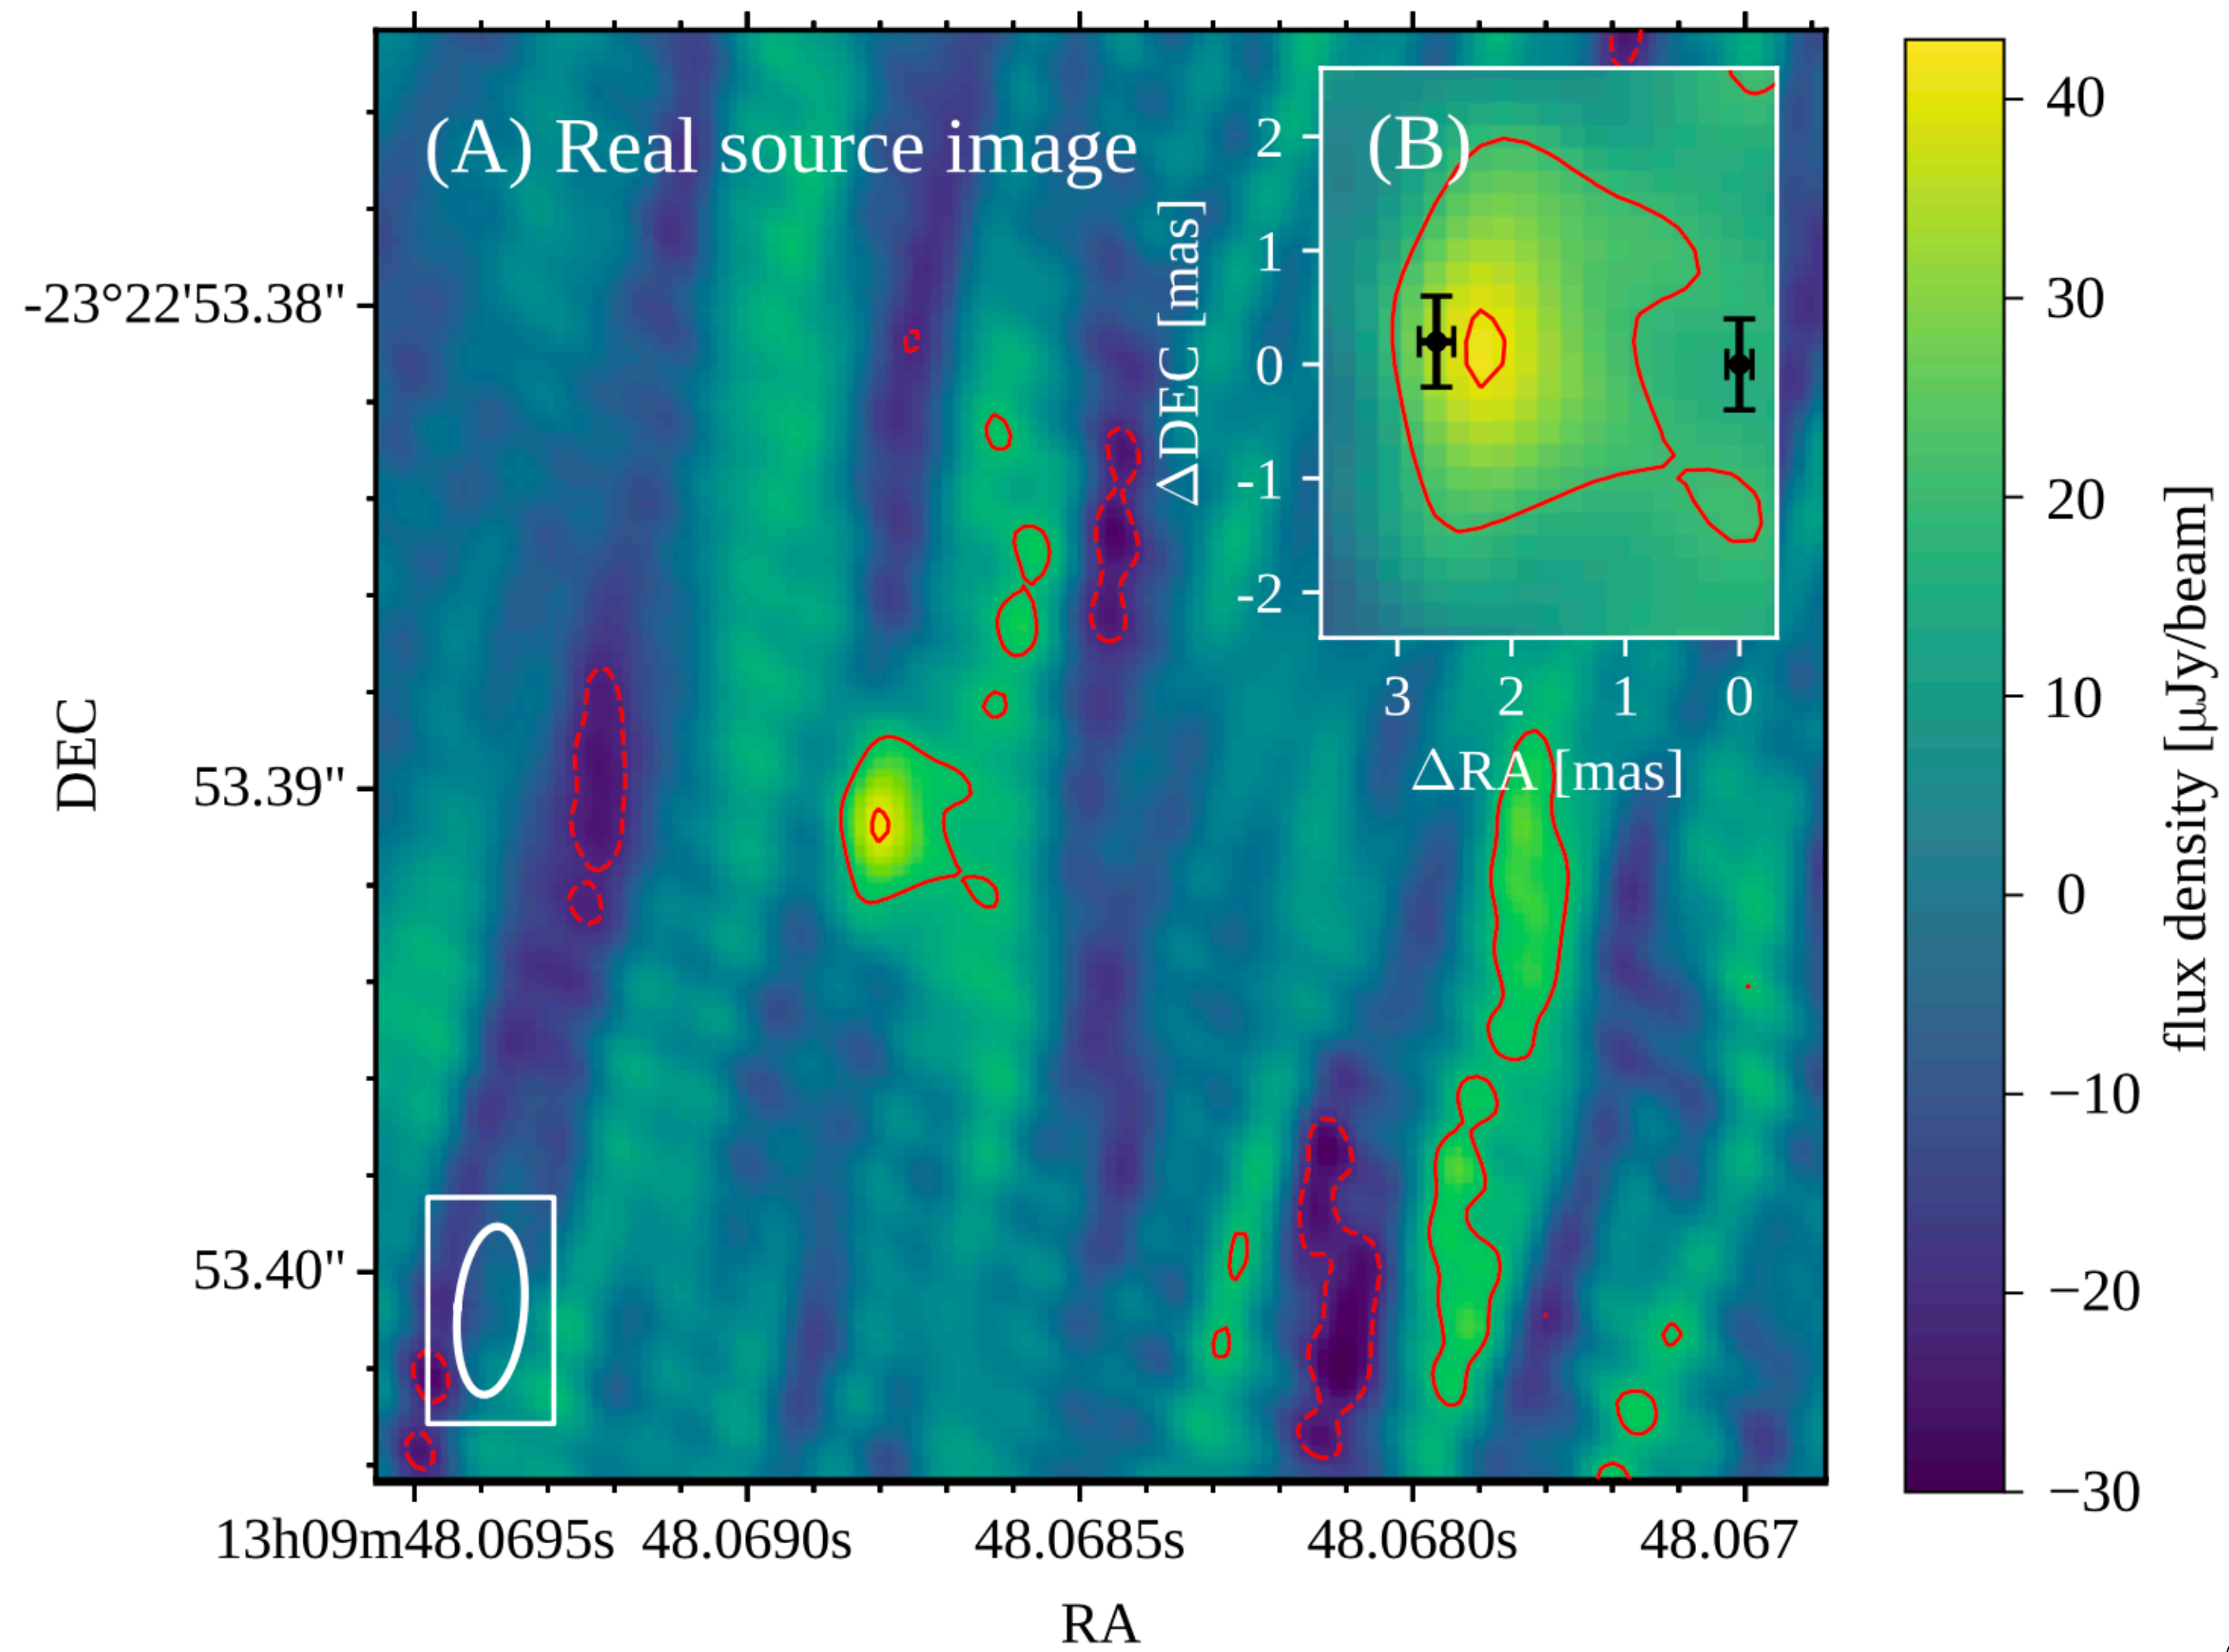 (A) Real source image
(B)
2
1
0
-1
-2
ΔDEC [mas]
3 2 1 0
ΔRA [mas]
-23°22'53.38"
53.39"
53.40"
DEC
13h09m48.0695s 48.0690s 48.0685s 48.0680s 48.067
RA
40
30
20
10
0
−10
−20
−30
flux density [μJy/beam]